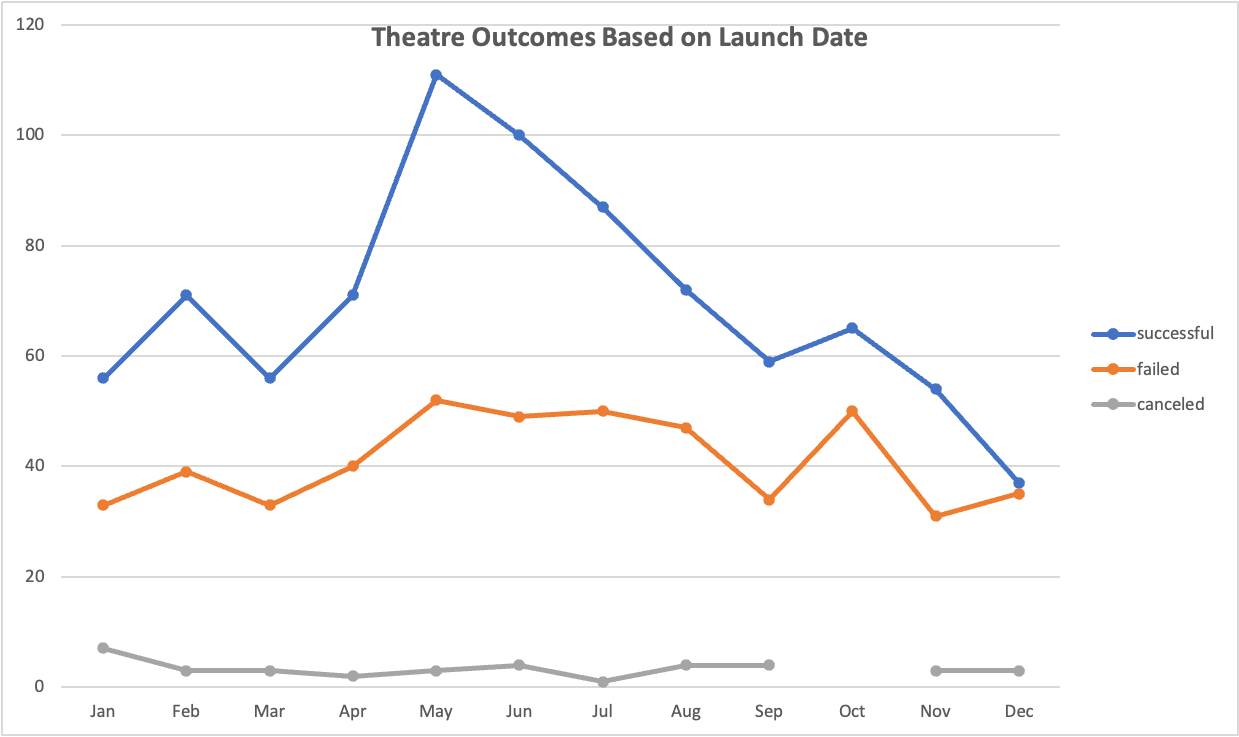 Theatre Outcomes Based on Launch Date
120
100
80
60
40
20
0
Jan Feb Mar Apr May Jun Jul Aug Sep Oct Nov Dec
successful
failed
canceled